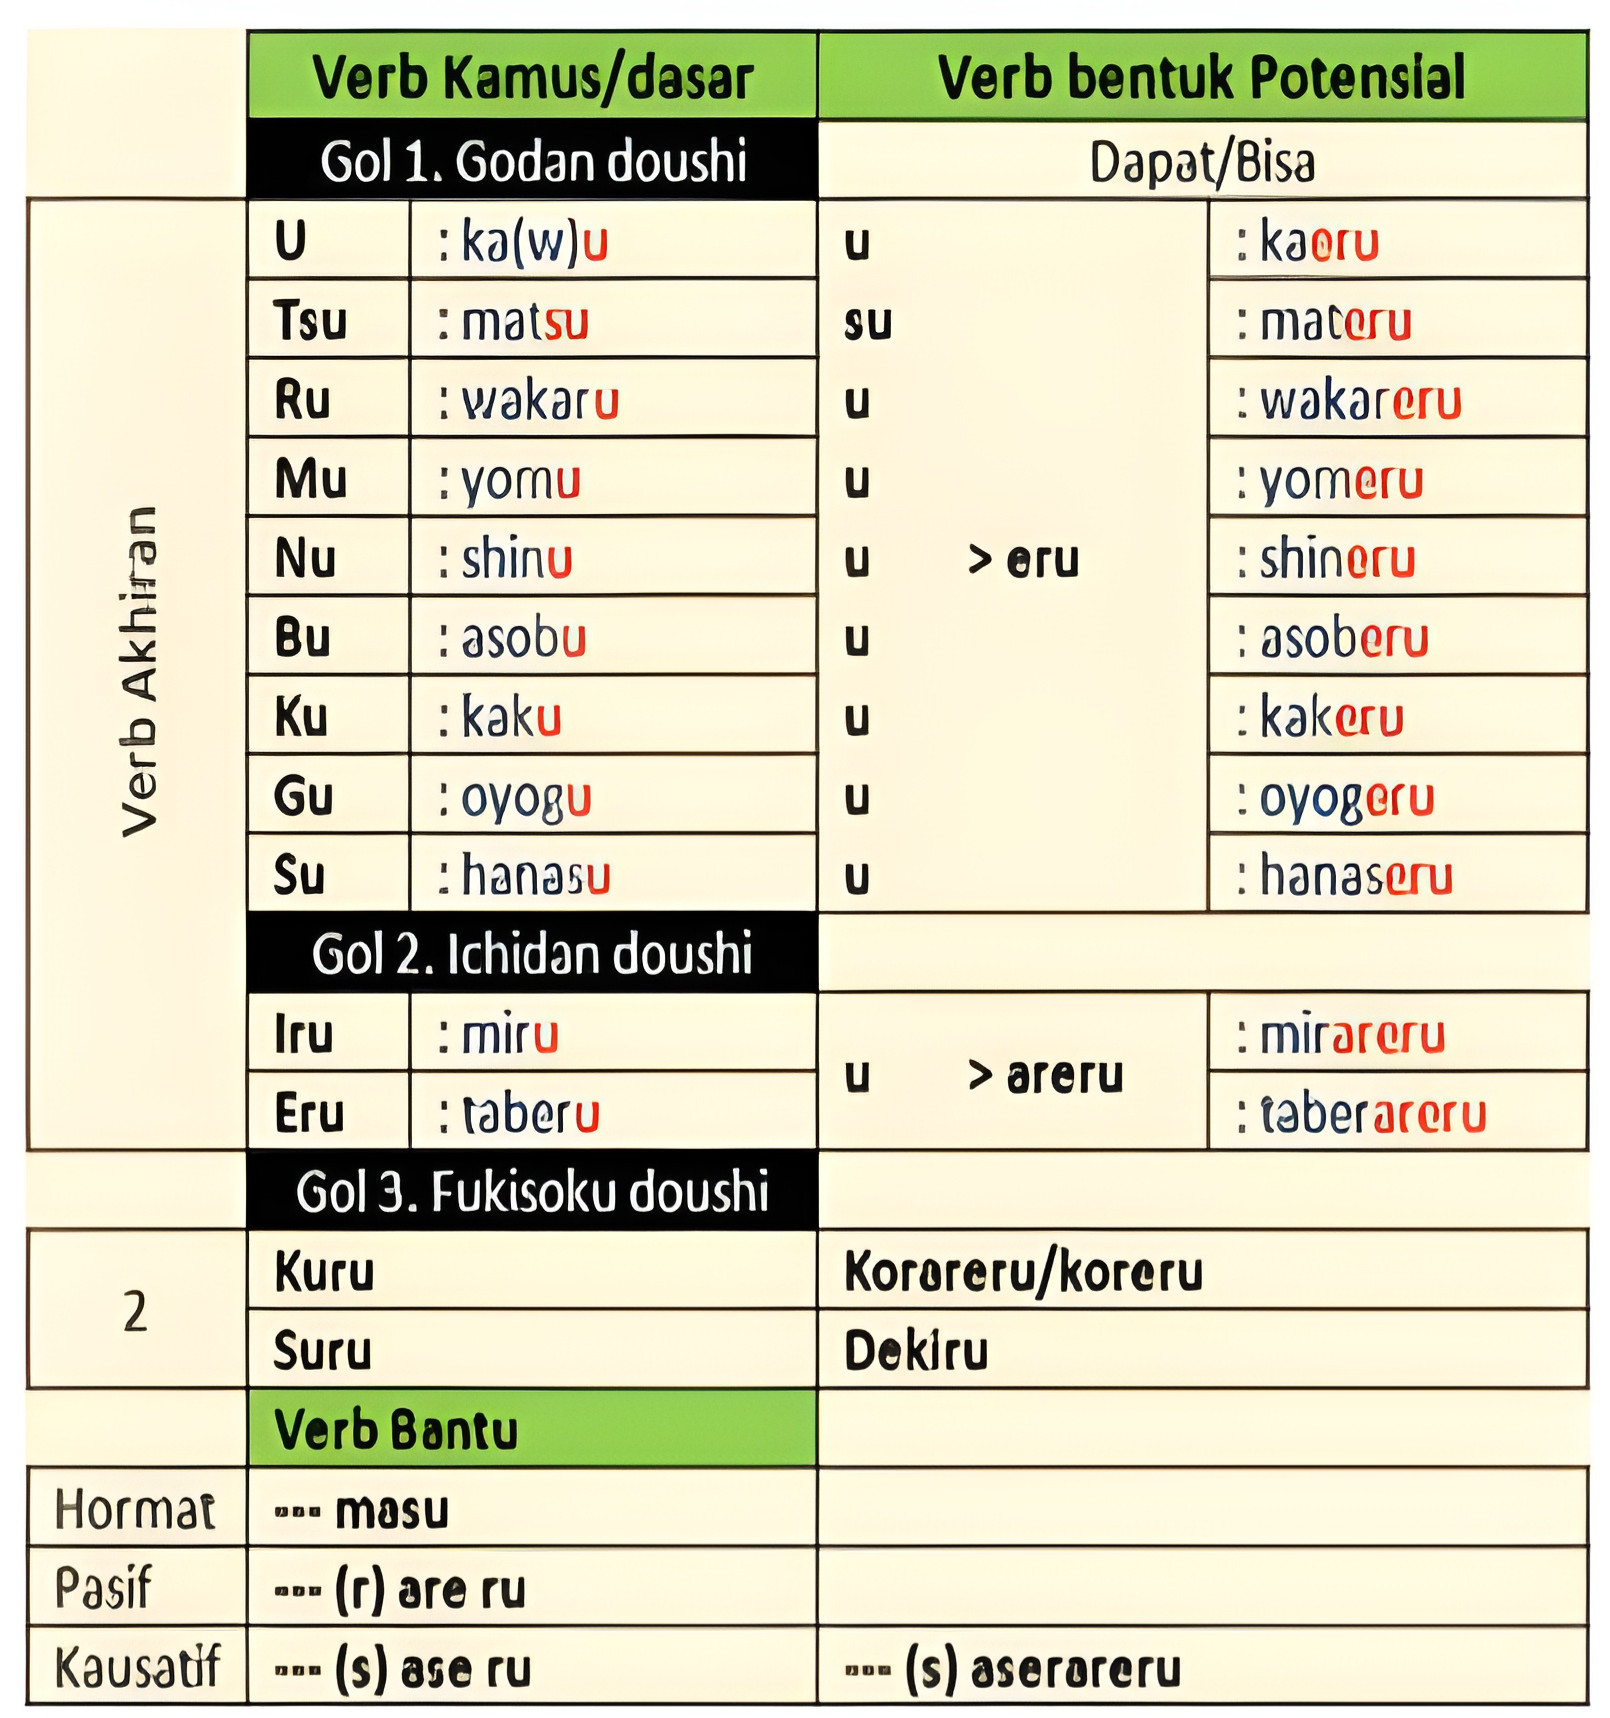 Verb Kamus/dasar Verb bentuk Potensial
Gol 1. Godan doushi Dapat/Bisa
Verb Akhiran
U : ka(w)u u : kaeru
Tsu : matsu su : materu
Ru : wakaru u : wakareru
Mu : yomu u : yomeru
Nu : shinu u > eru : shineru
Bu : asobu u : asoberu
Ku : kaku u : kakeru
Gu : oyogu u : oyogeru
Su : hanasu u : hanaseru
Gol 2. Ichidan doushi
Iru : miru : mirareru
u > areru
Eru : taberu : taberareru
Gol 3. Fukisoku doushi
2
Kuru Korareru/koreru
Suru Dekiru
Verb Bantu
Hormat --- masu
Pasif --- (r) are ru
Kausatif --- (s) ase ru --- (s) aserareru